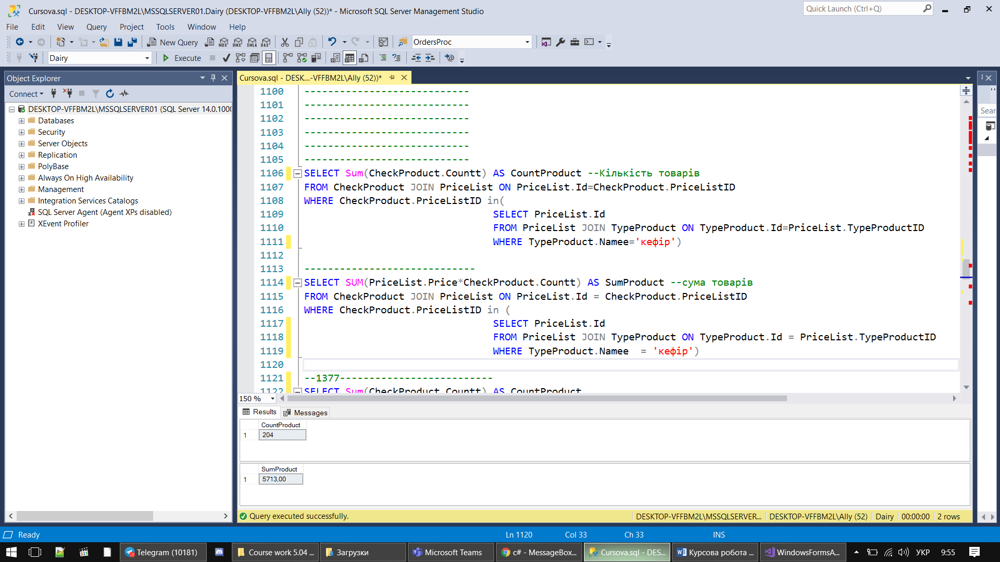 Cursova.sql - DESKTOP-VFFBM2L\MSSQLSERVER01.Dairy (DESKTOP-VFFBM2L\Ally (52))* - Microsoft SQL Server Management Studio
Quick Launch (Ctrl+Q)
File Edit View Query Project Tools Window Help
New Query MDX DMX XMLA DAX OrdersProc
Dairy Execute
Object Explorer
Connect
DESKTOP-VFFBM2L\MSSQLSERVER01 (SQL Server 14.0.100
Databases
Security
Server Objects
Replication
PolyBase
Always On High Availability
Management
Integration Services Catalogs
SQL Server Agent (Agent XPs disabled)
XEvent Profiler
Cursova.sql - DESK...-VFFBM2L\Ally (52))*
1100 ----------------------------
1101 ----------------------------
1102 ----------------------------
1103 ----------------------------
1104 ----------------------------
1105 ----------------------------
1106 SELECT Sum(CheckProduct.Countt) AS CountProduct --Кількість товарів
1107 FROM CheckProduct JOIN PriceList ON PriceList.Id=CheckProduct.PriceListID
1108 WHERE CheckProduct.PriceListID in(
1109 SELECT PriceList.Id
1110 FROM PriceList JOIN TypeProduct ON TypeProduct.Id=PriceList.TypeProductID
1111 WHERE TypeProduct.Namee='кефір')
1112
1113 -----------------------------
1114 SELECT SUM(PriceList.Price*CheckProduct.Countt) AS SumProduct --сума товарів
1115 FROM CheckProduct JOIN PriceList ON PriceList.Id = CheckProduct.PriceListID
1116 WHERE CheckProduct.PriceListID in (
1117 SELECT PriceList.Id
1118 FROM PriceList JOIN TypeProduct ON TypeProduct.Id = PriceList.TypeProductID
1119 WHERE TypeProduct.Namee  = 'кефір')
1120
1121 --1377--------------------------
1122 SELECT Sum(CheckProduct.Countt) AS CountProduct
Sear
150 %
Results Messages
CountProduct
1 204
SumProduct
1 5713,00
Query executed successfully. DESKTOP-VFFBM2L\MSSQLSERVER... DESKTOP-VFFBM2L\Ally (52) Dairy 00:00:00 2 rows
Ready Ln 1120 Col 33 Ch 33 INS
Telegram (10181) Course work 5.04 ... Загрузки Microsoft Teams c# - MessageBox... Cursova.sql - DES... Курсова робота ... WindowsFormsA... УКР 9:55